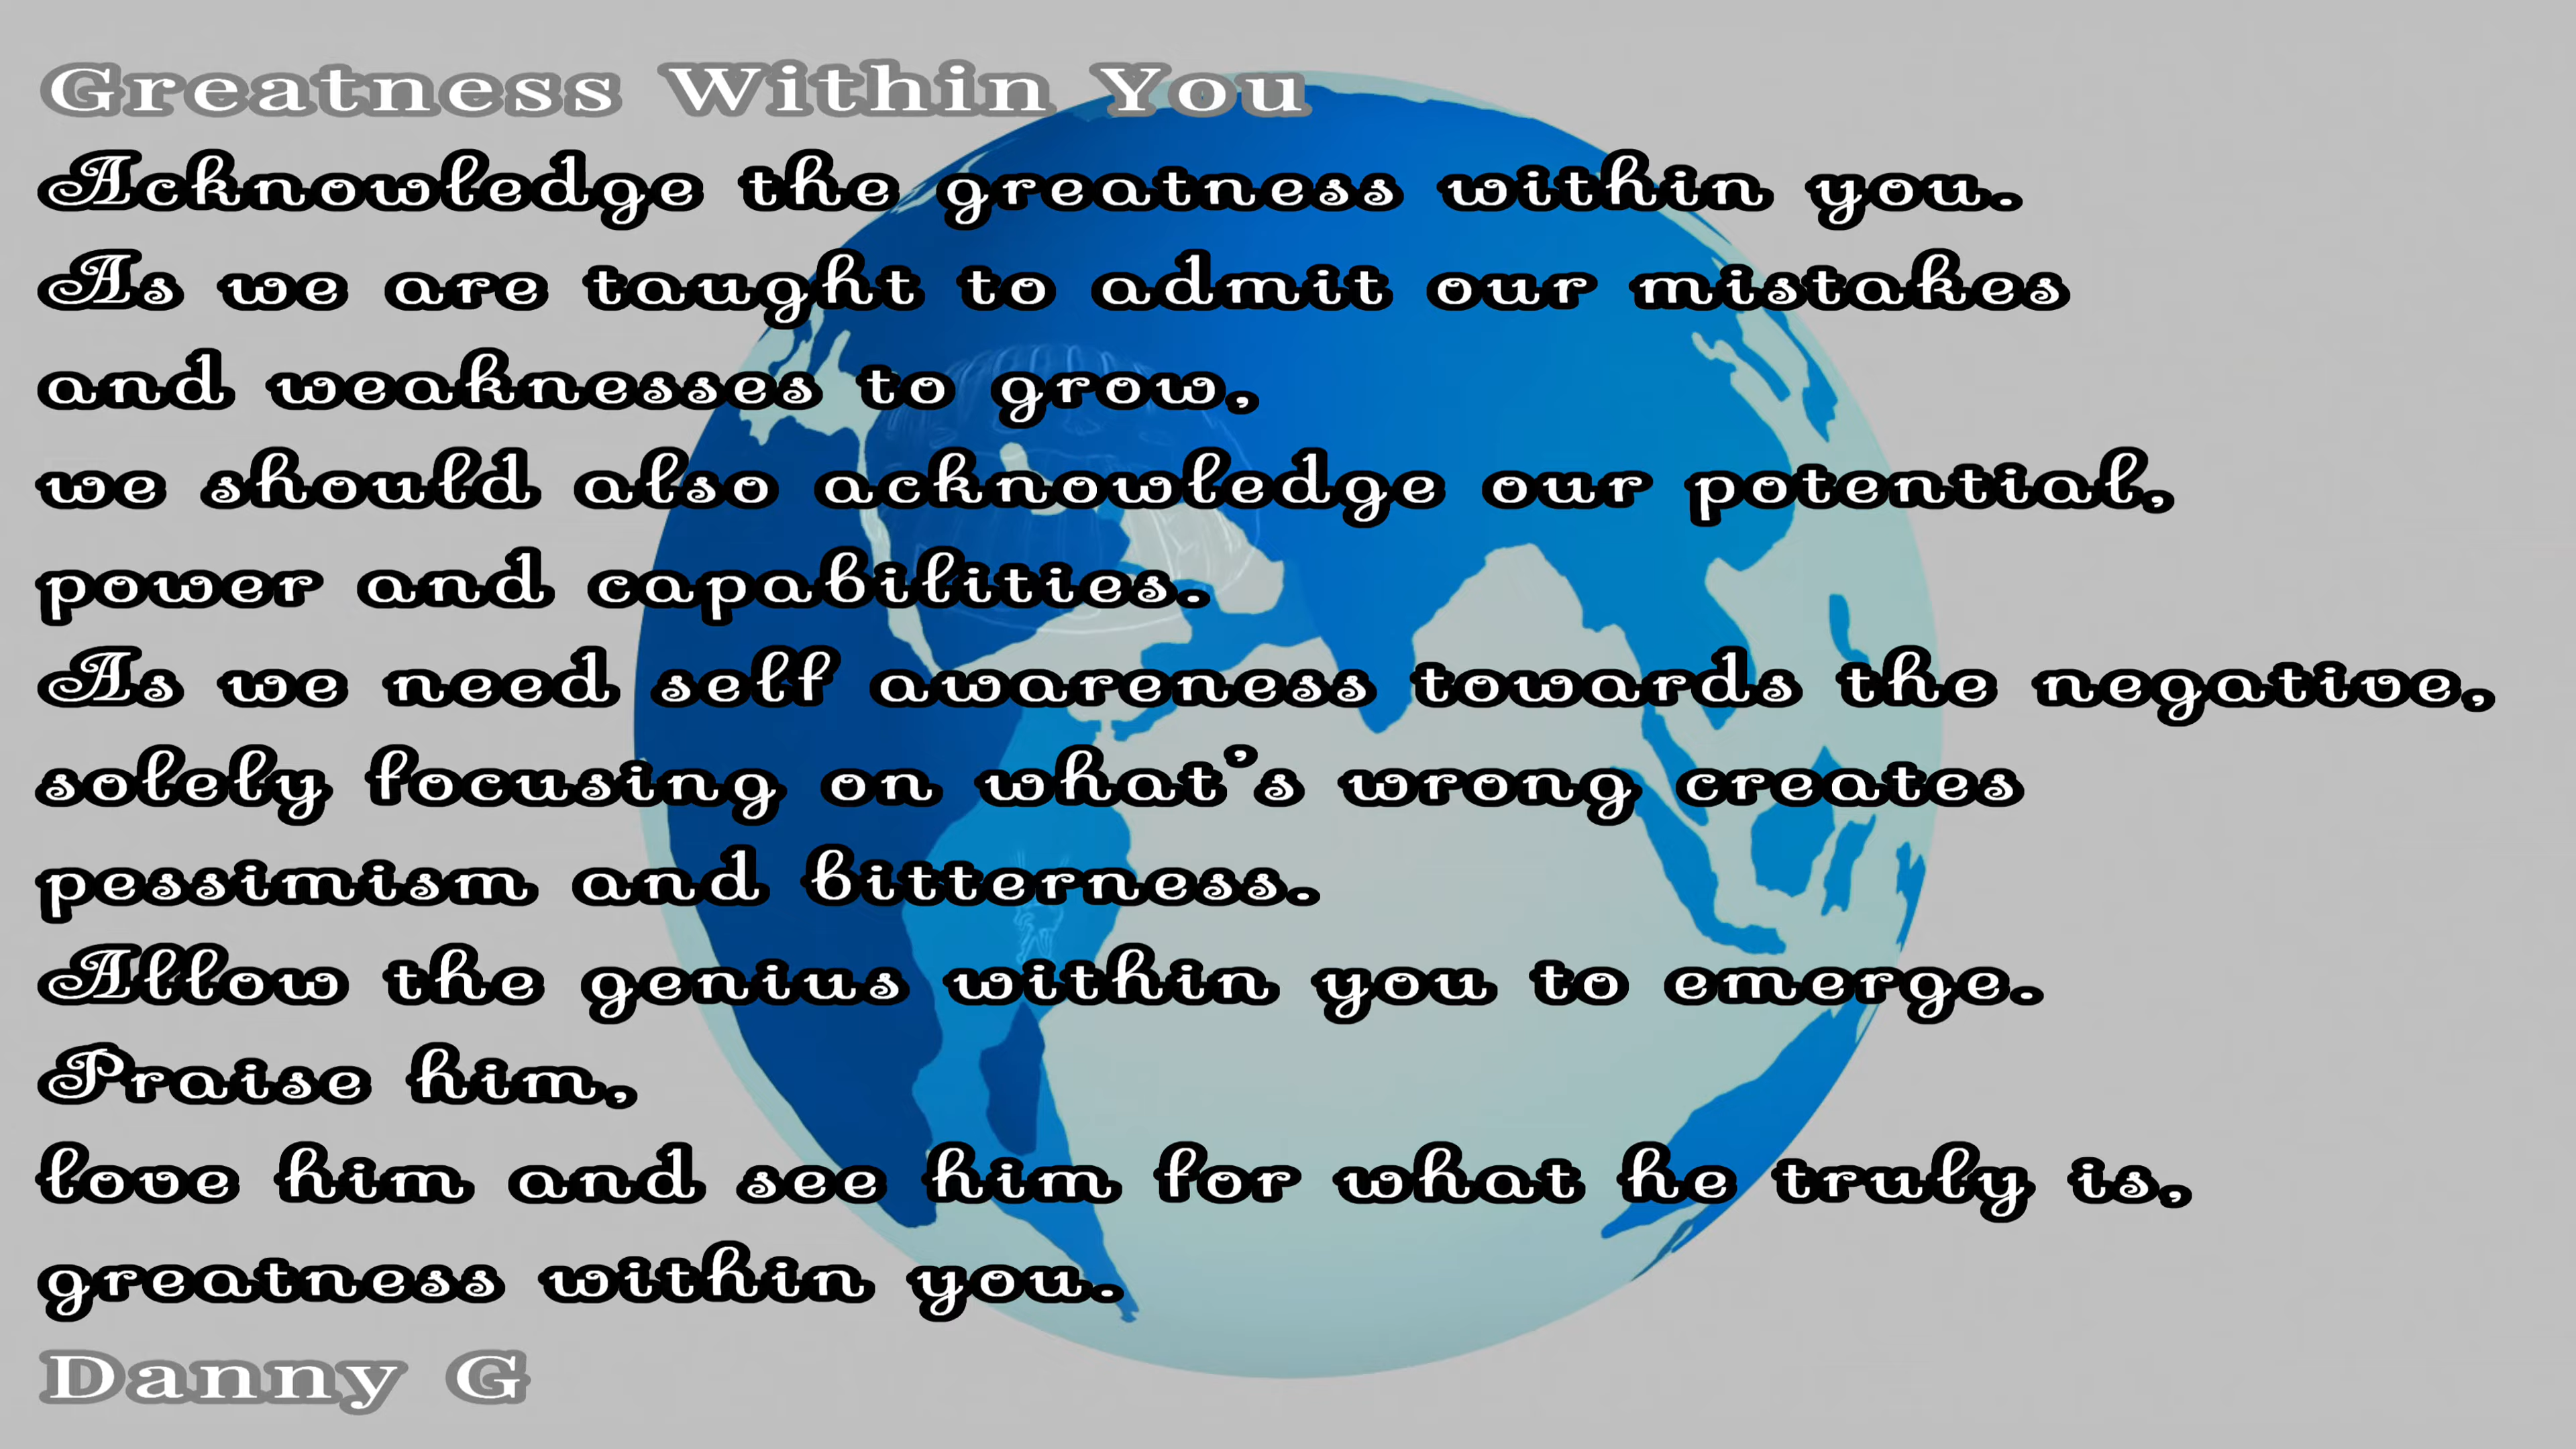 Greatness Within You
Acknowledge the greatness within you.
As we are taught to admit our mistakes
and weaknesses to grow,
we should also acknowledge our potential,
power and capabilities.
As we need self awareness towards the negative,
solely focusing on what's wrong creates
pessimism and bitterness.
Allow the genius within you to emerge.
Praise him,
love him and see him for what he truly is,
greatness within you.
Danny G